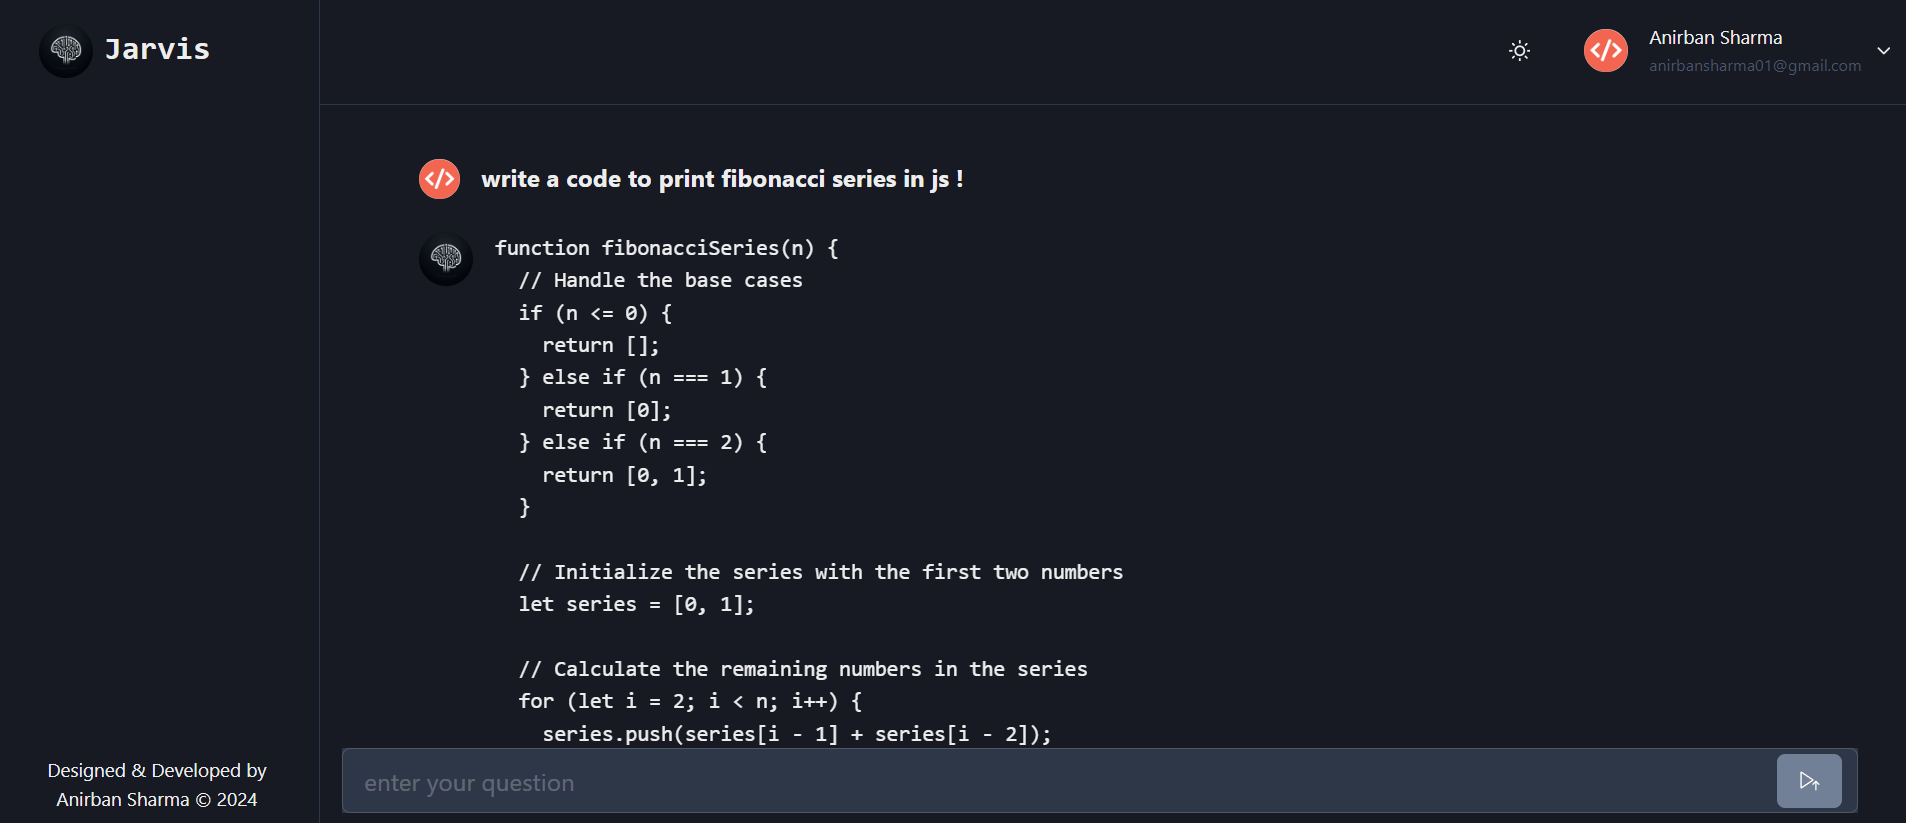 Jarvis
Anirban Sharma
anirbansharma01@gmail.com
write a code to print fibonacci series in js !
function fibonacciSeries(n) {
  // Handle the base cases
  if (n <= 0) {
    return [];
  } else if (n === 1) {
    return [0];
  } else if (n === 2) {
    return [0, 1];
  }
  // Initialize the series with the first two numbers
  let series = [0, 1];
  // Calculate the remaining numbers in the series
  for (let i = 2; i < n; i++) {
    series.push(series[i - 1] + series[i - 2]);
enter your question
Designed & Developed by
Anirban Sharma © 2024